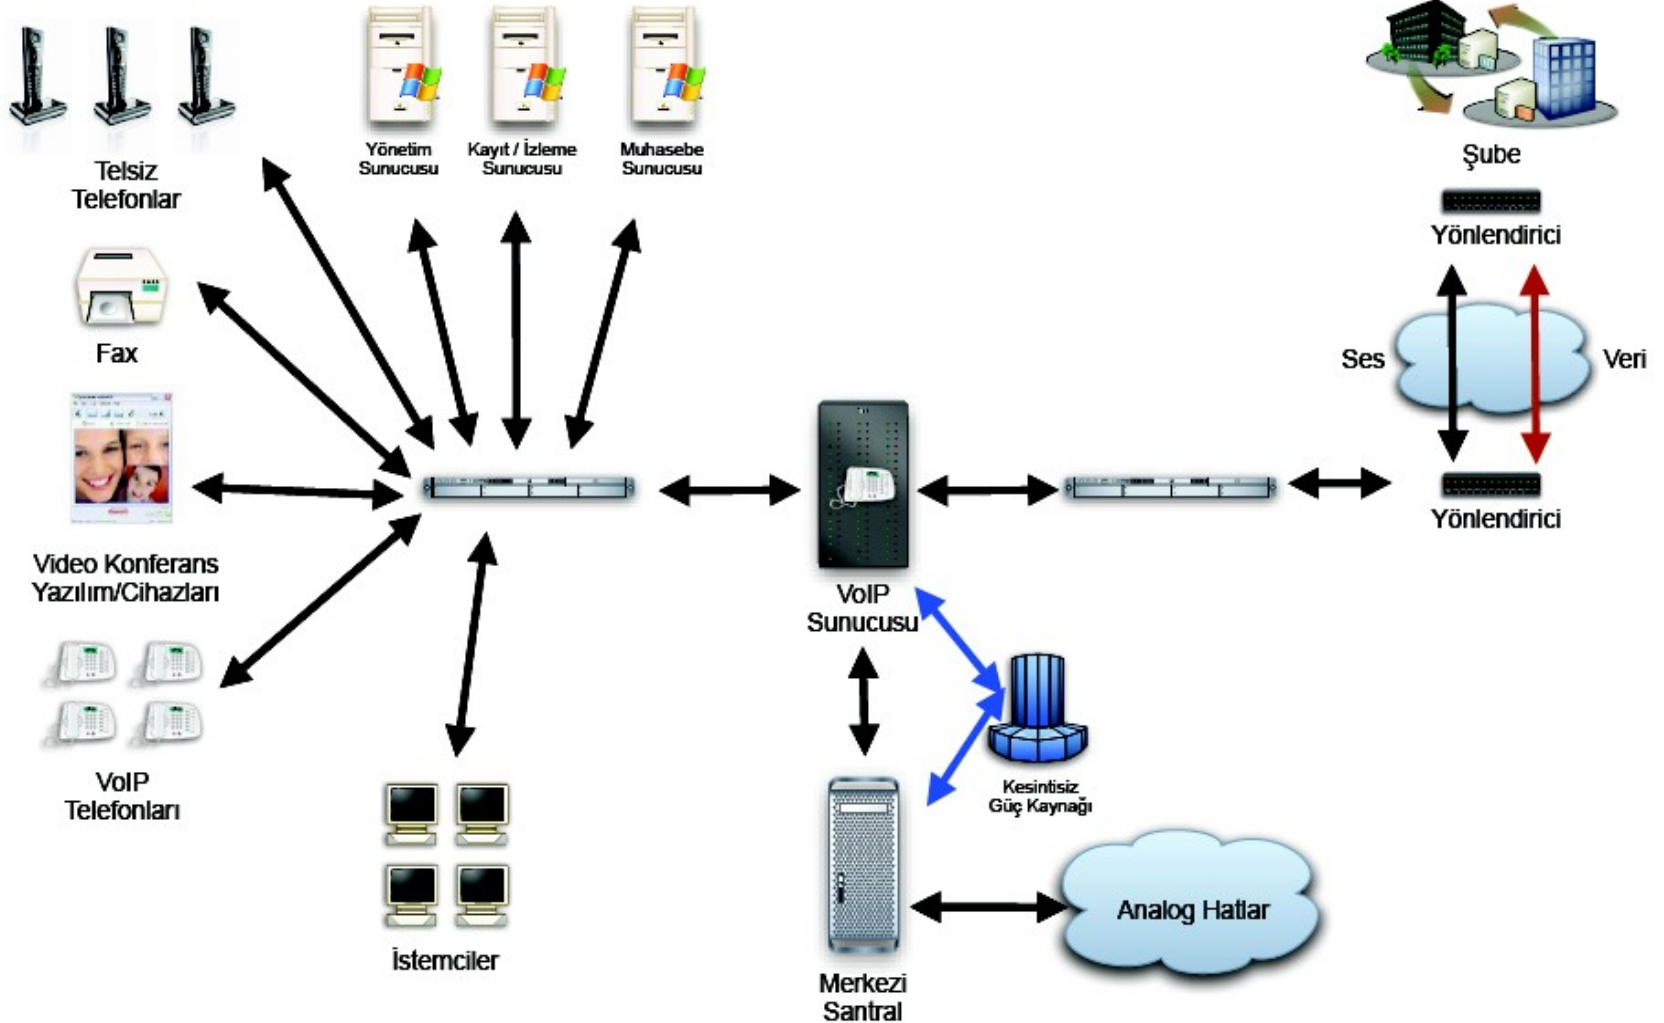 Telsiz
Telefonlar
Yönetim
Sunucusu
Kayıt / İzleme
Sunucusu
Muhasebe
Sunucusu
Şube
Yönlendirici
Fax
Ses
Veri
Video Konferans
Yazılım/Cihazları
Yönlendirici
VoIP
Sunucusu
VoIP
Telefonları
Kesintisiz
Güç Kaynağı
İstemciler
Analog Hatlar
Merkezi
Santral